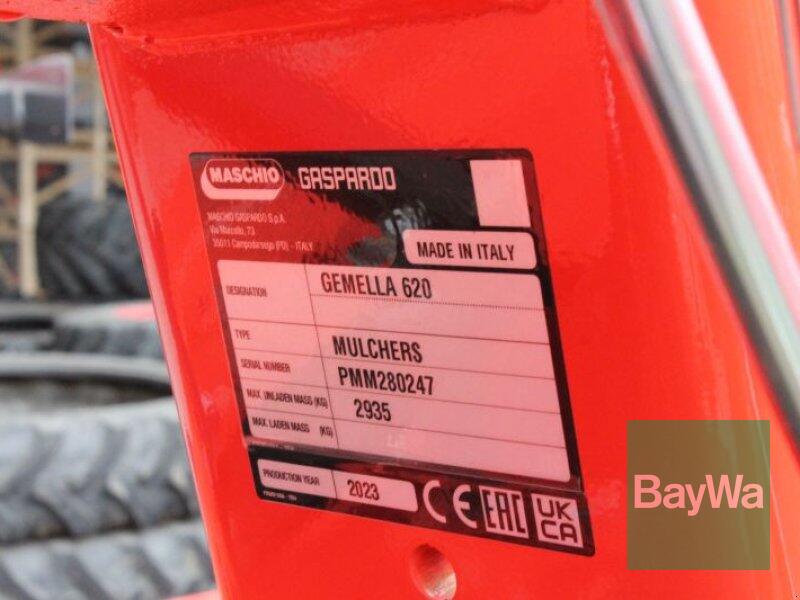 MASCHIO GASPARDO
MASCHIO GASPARDO S.p.A.
Via Marcello, 73
35011 Campodarsego (PD) - ITALY
MADE IN ITALY
DESIGNATION GEMELLA 620
TYPE MULCHERS
SERIAL NUMBER PMM280247
MAX. UNLADEN MASS (KG) 2935
MAX. LADEN MASS (KG)
PRODUCTION YEAR 2023
CE EAC UK CA
BayWa